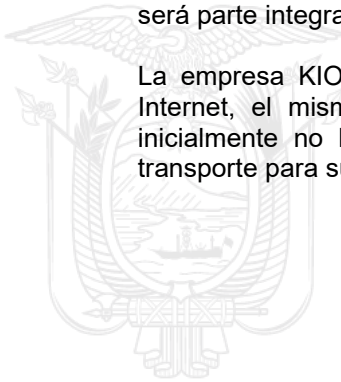 será parte integra
La empresa KIO
Internet, el mism
inicialmente no
transporte para su